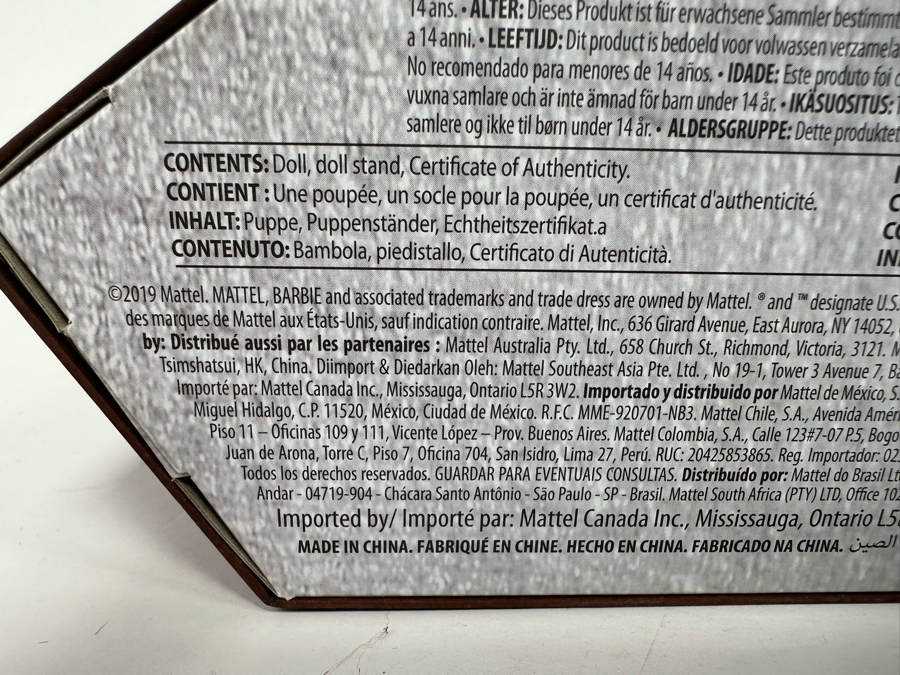 14 ans. • ALTER: Dieses Produkt ist für erwachsene Sammler bestimmt
a 14 anni. • LEEFTIJD: Dit product is bedoeld voor volwassen verzamela
No recomendado para menores de 14 años. • IDADE: Este produto foi
vuxna samlare och är inte ämnad för barn under 14 år. • IKÄSUOSITUS:
samlere og ikke til børn under 14 år. • ALDERSGRUPPE: Dette produktet
CONTENTS: Doll, doll stand, Certificate of Authenticity.
CONTIENT : Une poupée, un socle pour la poupée, un certificat d'authenticité.
INHALT: Puppe, Puppenständer, Echtheitszertifikat.a
CONTENUTO: Bambola, piedistallo, Certificato di Autenticità.
©2019 Mattel. MATTEL, BARBIE and associated trademarks and trade dress are owned by Mattel. ® and ™ designate U.S.
des marques de Mattel aux États-Unis, sauf indication contraire. Mattel, Inc., 636 Girard Avenue, East Aurora, NY 14052,
by: Distribué aussi par les partenaires : Mattel Australia Pty. Ltd., 658 Church St., Richmond, Victoria, 3121. M
Tsimshatsui, HK, China. Diimport & Diedarkan Oleh: Mattel Southeast Asia Pte. Ltd. , No 19-1, Tower 3 Avenue 7, Ba
Importé par: Mattel Canada Inc., Mississauga, Ontario L5R 3W2. Importado y distribuido por Mattel de México, S.
Miguel Hidalgo, C.P. 11520, México, Ciudad de México. R.F.C. MME-920701-NB3. Mattel Chile, S.A., Avenida Améri
Piso 11 – Oficinas 109 y 111, Vicente López – Prov. Buenos Aires. Mattel Colombia, S.A., Calle 123#7-07 P.5, Bogo
Juan de Arona, Torre C, Piso 7, Oficina 704, San Isidro, Lima 27, Perú. RUC: 20425853865. Reg. Importador: 02
Todos los derechos reservados. GUARDAR PARA EVENTUAIS CONSULTAS. Distribuído por: Mattel do Brasil Lt
Andar - 04719-904 - Chácara Santo Antônio - São Paulo - SP - Brasil. Mattel South Africa (PTY) LTD, Office 102
Imported by/ Importé par: Mattel Canada Inc., Mississauga, Ontario L5
MADE IN CHINA. FABRIQUÉ EN CHINE. HECHO EN CHINA. FABRICADO NA CHINA. الصين